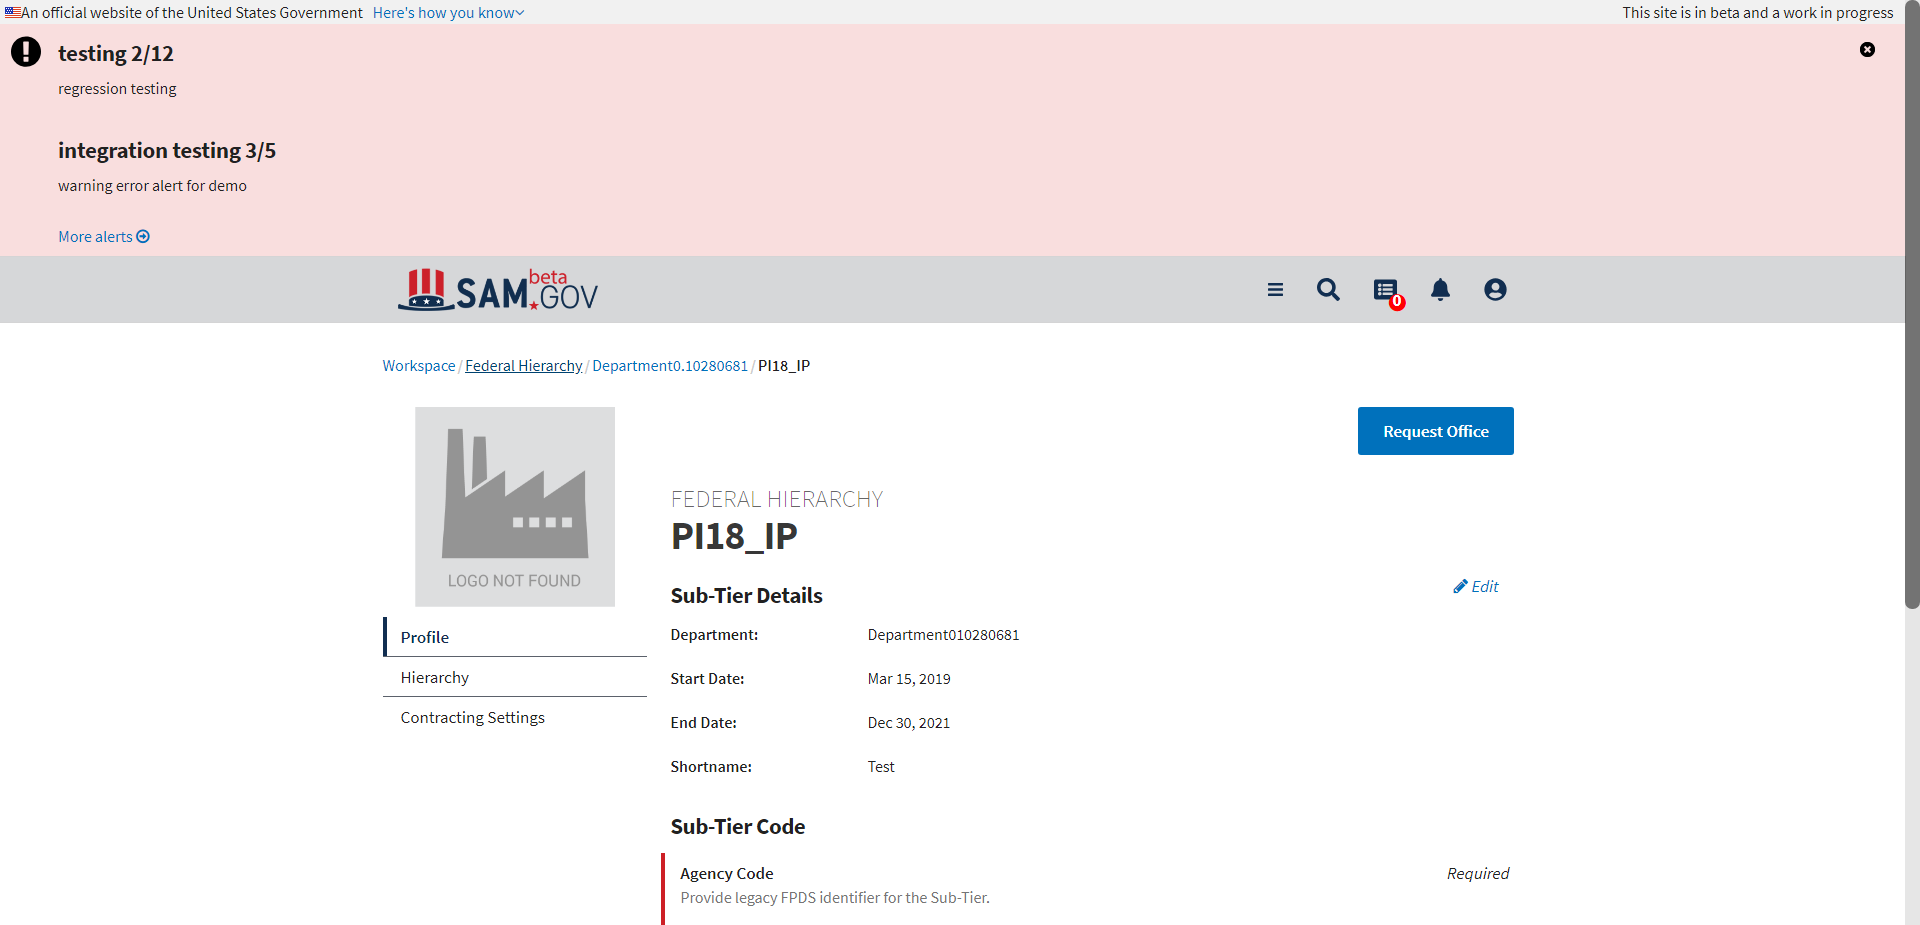 An official website of the United States Government Here's how you know
This site is in beta and a work in progress
testing 2/12
regression testing
integration testing 3/5
warning error alert for demo
More alerts
SAM.GOV beta
0
Workspace / Federal Hierarchy / Department0.10280681 / PI18_IP
LOGO NOT FOUND
Request Office
FEDERAL HIERARCHY
PI18_IP
Profile
Hierarchy
Contracting Settings
Sub-Tier Details
Edit
Department: Department010280681
Start Date: Mar 15, 2019
End Date: Dec 30, 2021
Shortname: Test
Sub-Tier Code
Agency Code
Required
Provide legacy FPDS identifier for the Sub-Tier.